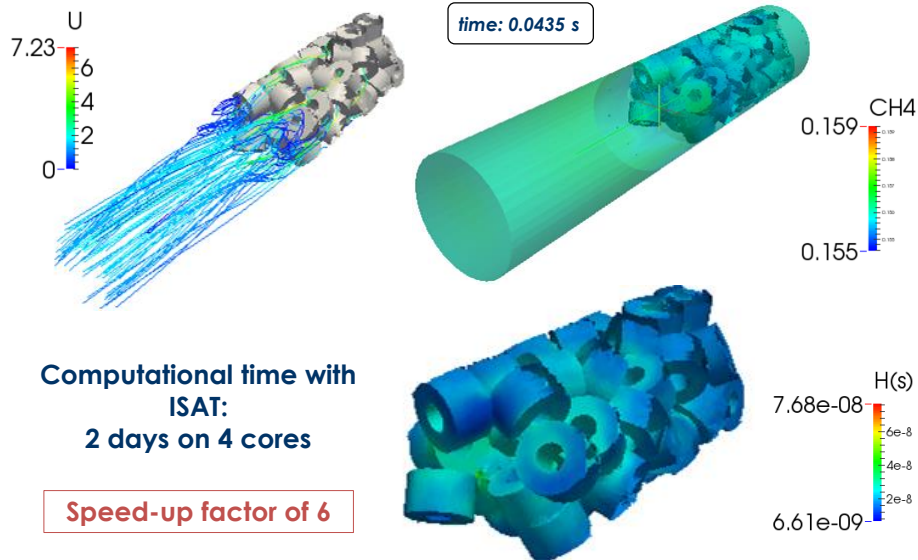 U
7.23
6
4
2
0
time: 0.0435 s
CH4
0.159
0.155
Computational time with
ISAT:
2 days on 4 cores
Speed-up factor of 6
H(s)
7.68e-08
6e-8
4e-8
2e-8
6.61e-09